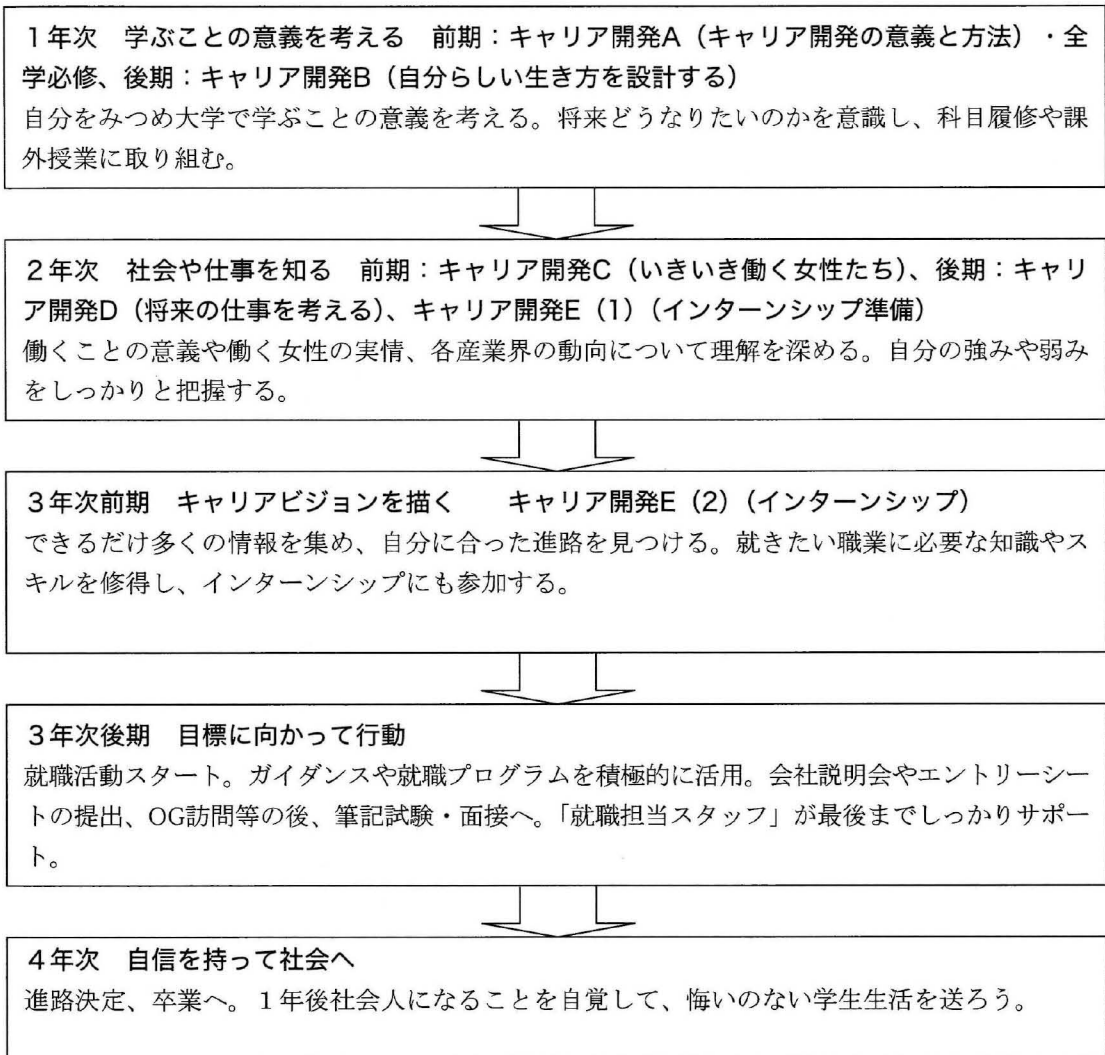 １年次　学ぶことの意義を考える　前期：キャリア開発A（キャリア開発の意義と方法）・全
学必修、後期：キャリア開発B（自分らしい生き方を設計する）
自分をみつめ大学で学ぶことの意義を考える。将来どうなりたいのかを意識し、科目履修や課
外授業に取り組む。
２年次　社会や仕事を知る　前期：キャリア開発C（いきいき働く女性たち）、後期：キャリ
ア開発D（将来の仕事を考える）、キャリア開発E（1）（インターンシップ準備）
働くことの意義や働く女性の実情、各産業界の動向について理解を深める。自分の強みや弱み
をしっかりと把握する。
３年次前期　キャリアビジョンを描く　　キャリア開発E（2）（インターンシップ）
できるだけ多くの情報を集め、自分に合った進路を見つける。就きたい職業に必要な知識やス
キルを修得し、インターンシップにも参加する。
３年次後期　目標に向かって行動
就職活動スタート。ガイダンスや就職プログラムを積極的に活用。会社説明会やエントリーシー
トの提出、OG訪問等の後、筆記試験・面接へ。「就職担当スタッフ」が最後までしっかりサポー
ト。
４年次　自信を持って社会へ
進路決定、卒業へ。１年後社会人になることを自覚して、悔いのない学生生活を送ろう。